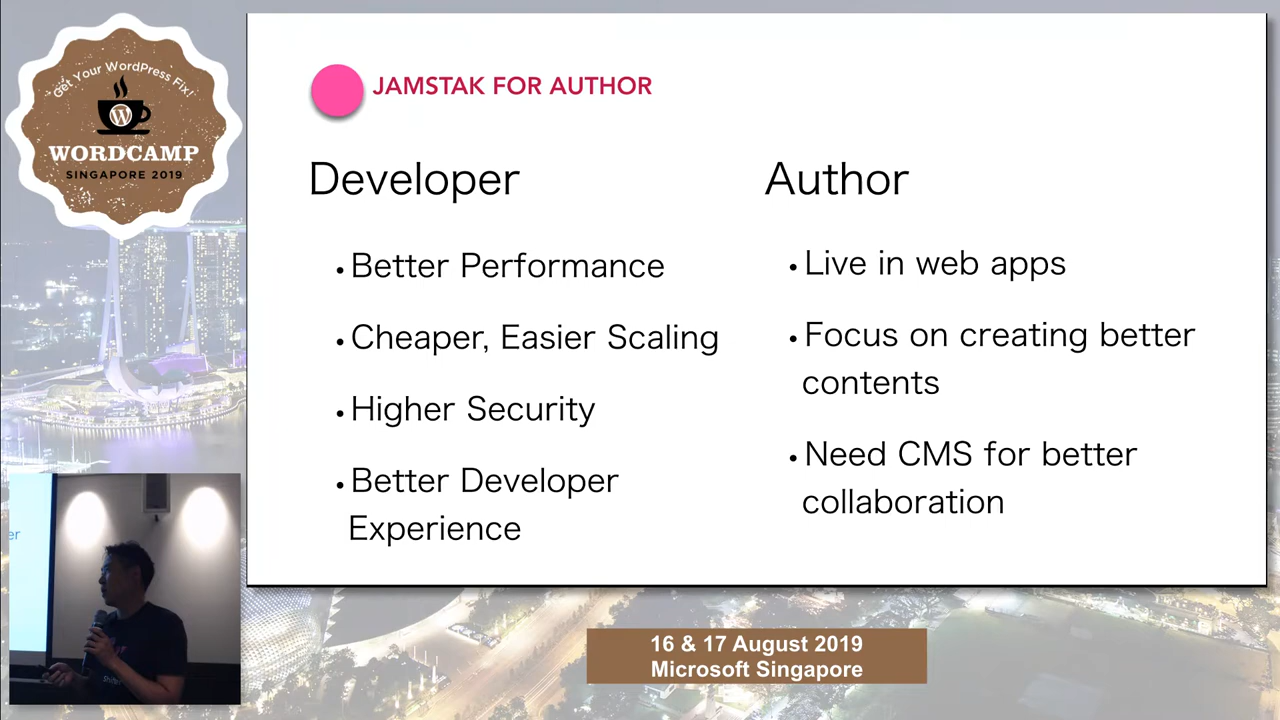 Get Your WordPress Fix!
WORDCAMP
SINGAPORE 2019
JAMSTAK FOR AUTHOR
Developer
• Better Performance
• Cheaper, Easier Scaling
• Higher Security
• Better Developer
Experience
Author
• Live in web apps
• Focus on creating better
contents
• Need CMS for better
collaboration
er
16 & 17 August 2019
Microsoft Singapore